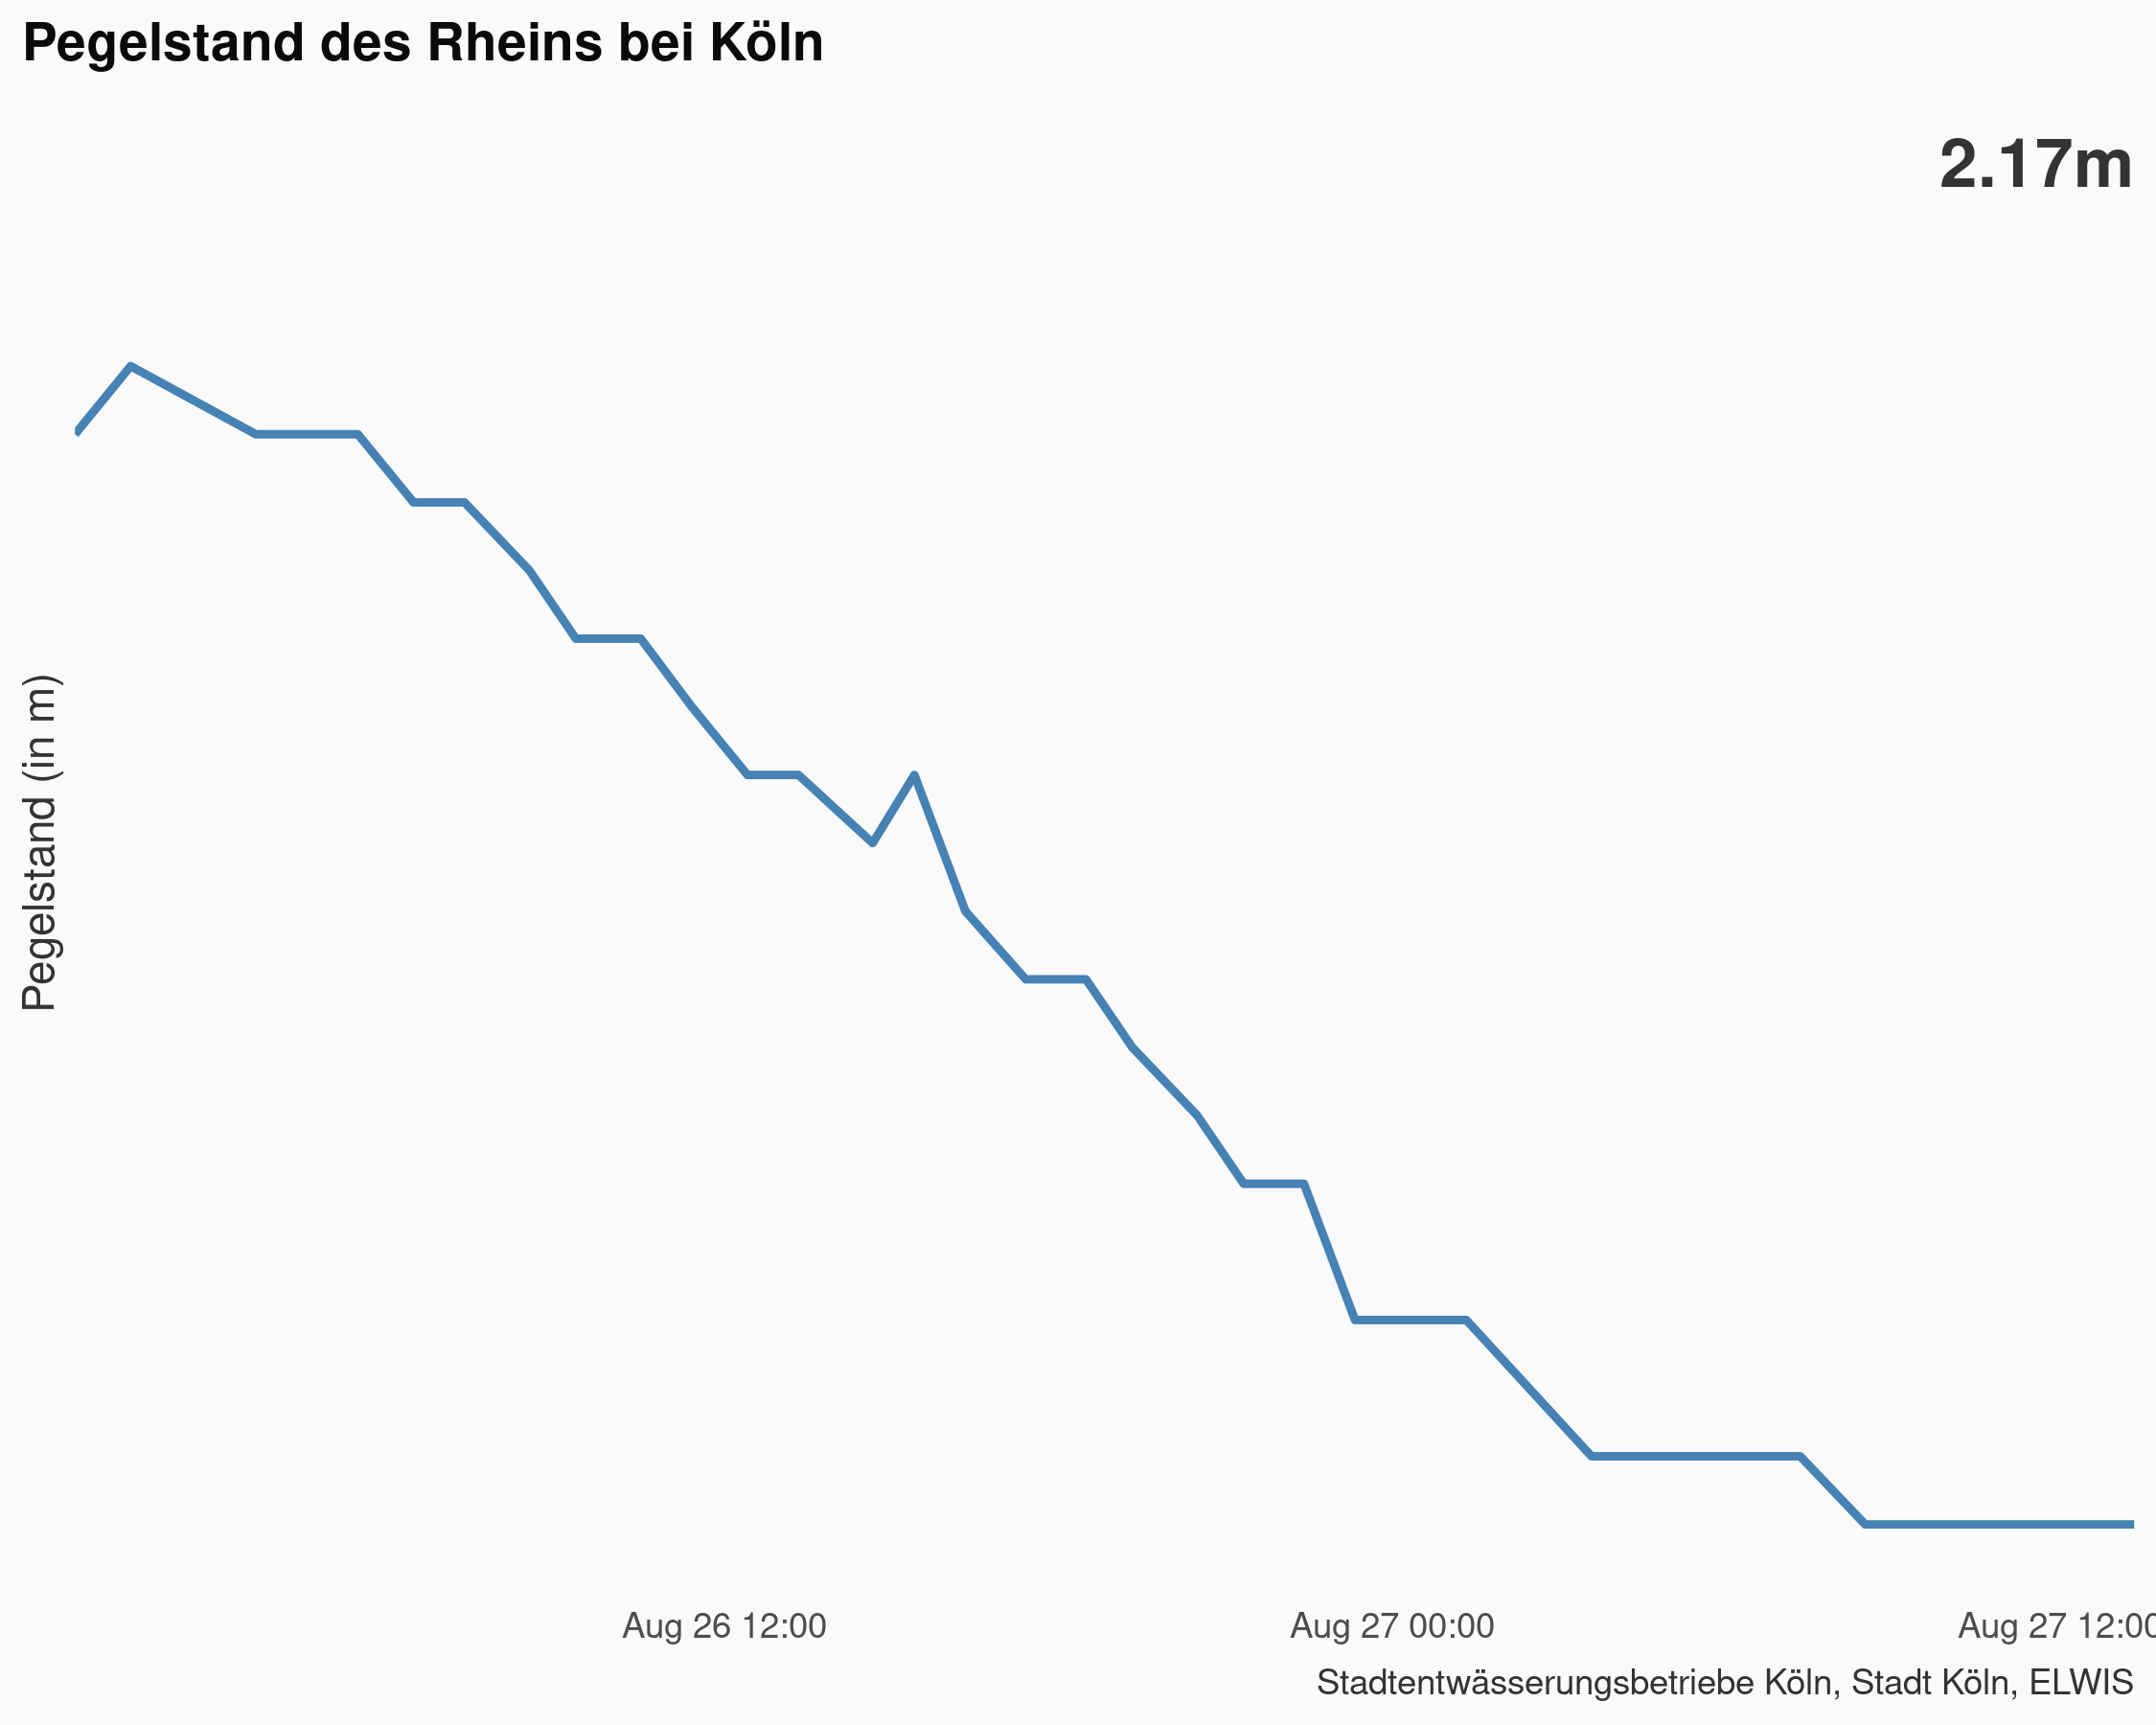 Pegelstand des Rheins bei Köln
2.17m
Pegelstand (in m)
Aug 26 12:00
Aug 27 00:00
Aug 27 12:00
Stadtentwässerungsbetriebe Köln, Stadt Köln, ELWIS